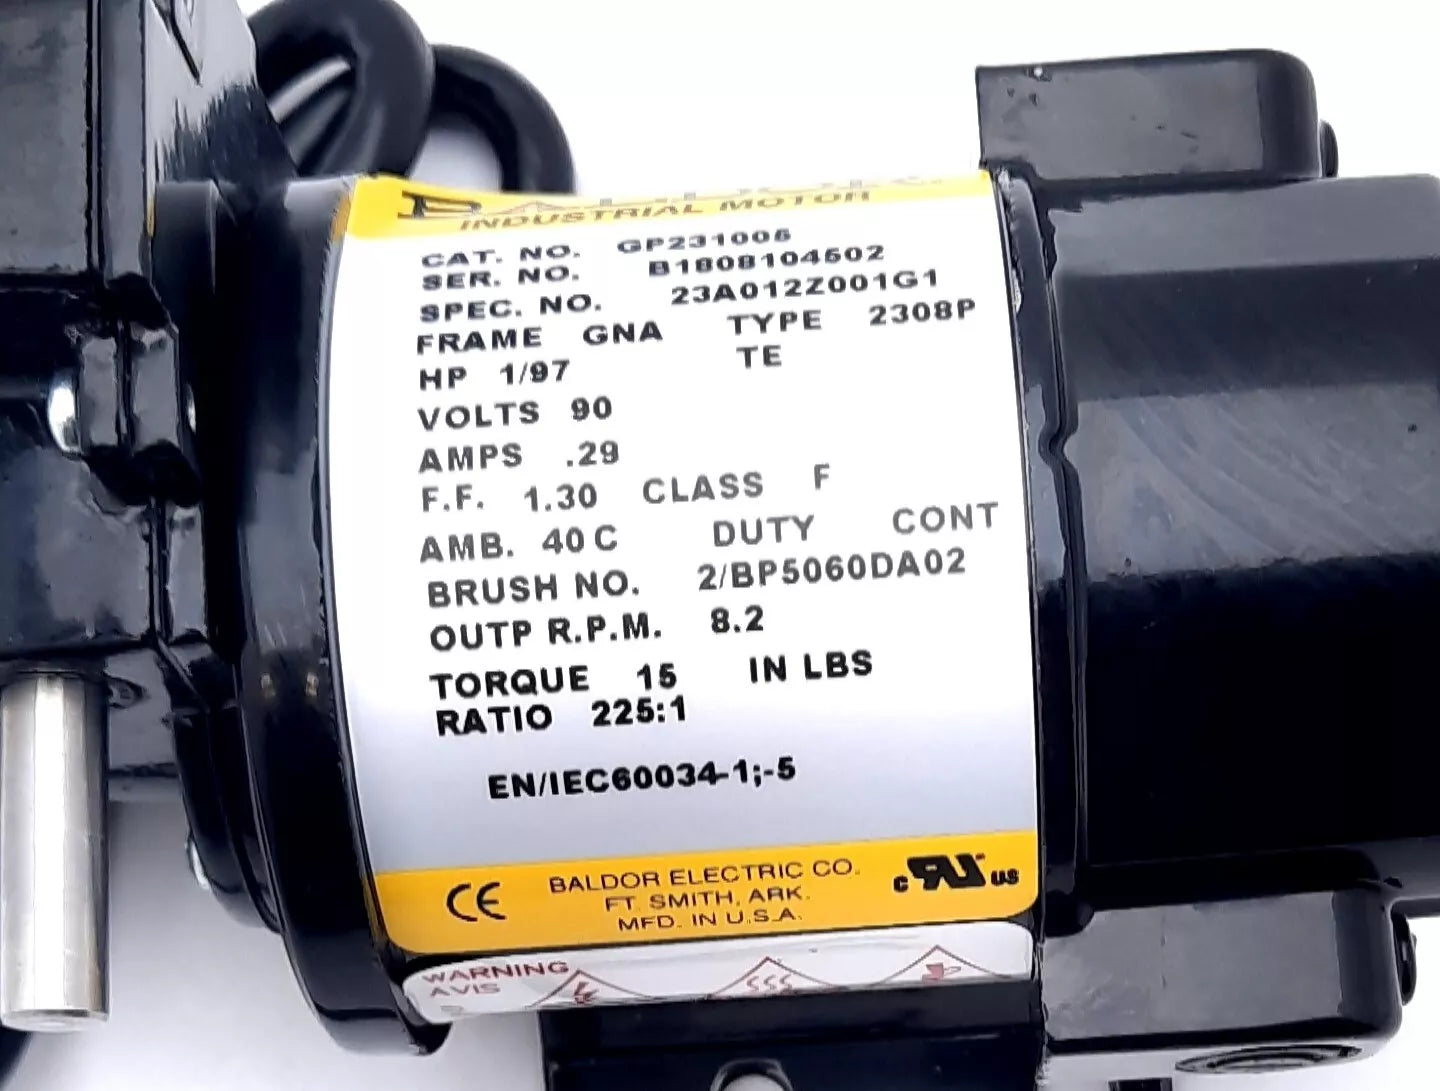 BALDOR
INDUSTRIAL MOTOR
CAT. NO. GP231005
SER. NO. B1808104502
SPEC. NO. 23A012Z001G1
FRAME GNA TYPE 2308P
HP 1/97 TE
VOLTS 90
AMPS .29
F.F. 1.30 CLASS F
AMB. 40 C DUTY CONT
BRUSH NO. 2/BP5060DA02
OUTP R.P.M. 8.2
TORQUE 15 IN LBS
RATIO 225:1
EN/IEC60034-1;-5
CE
BALDOR ELECTRIC CO.
FT. SMITH, ARK.
MFD. IN U.S.A.
c RU US
WARNING
AVIS